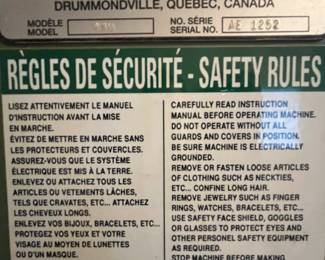 DRUMMONDVILLE, QUÉBEC, CANADA
MODÈLE
MODEL
NO. SÉRIE
SERIAL NO.
AE 1252
RÈGLES DE SÉCURITÉ - SAFETY RULES
LISEZ ATTENTIVEMENT LE MANUEL
D'INSTRUCTION AVANT LA MISE
EN MARCHE.
ÉVITEZ DE METTRE EN MARCHE SANS
LES PROTECTEURS ET COUVERCLES.
ASSUREZ-VOUS QUE LE SYSTÈME
ÉLECTRIQUE EST MIS À LA TERRE.
ENLEVEZ OU ATTACHEZ TOUS LES
ARTICLES OU VETEMENTS LÂCHES,
TELS QUE CRAVATES, ETC... ATTACHEZ
LES CHEVEUX LONGS.
ENLEVEZ VOS BIJOUX, BRACELETS, ETC...
PROTEGEZ VOS YEUX ET VOTRE
VISAGE AU MOYEN DE LUNETTES
OU D'UN MASQUE.
CAREFULLY READ INSTRUCTION
MANUAL BEFORE OPERATING MACHINE.
DO NOT OPERATE WITHOUT ALL
GUARDS AND COVERS IN POSITION.
BE SURE MACHINE IS ELECTRICALLY
GROUNDED.
REMOVE OR FASTEN LOOSE ARTICLES
OF CLOTHING SUCH AS NECKTIES,
ETC... CONFINE LONG HAIR.
REMOVE JEWELRY SUCH AS FINGER
RINGS, WATCHES, BRACELETS, ETC...
USE SAFETY FACE SHIELD, GOGGLES
OR GLASSES TO PROTECT EYES AND
OTHER PERSONEL SAFETY EQUIPMENT
AS REQUIRED.
STOP MACHINE BEFORE MAKING